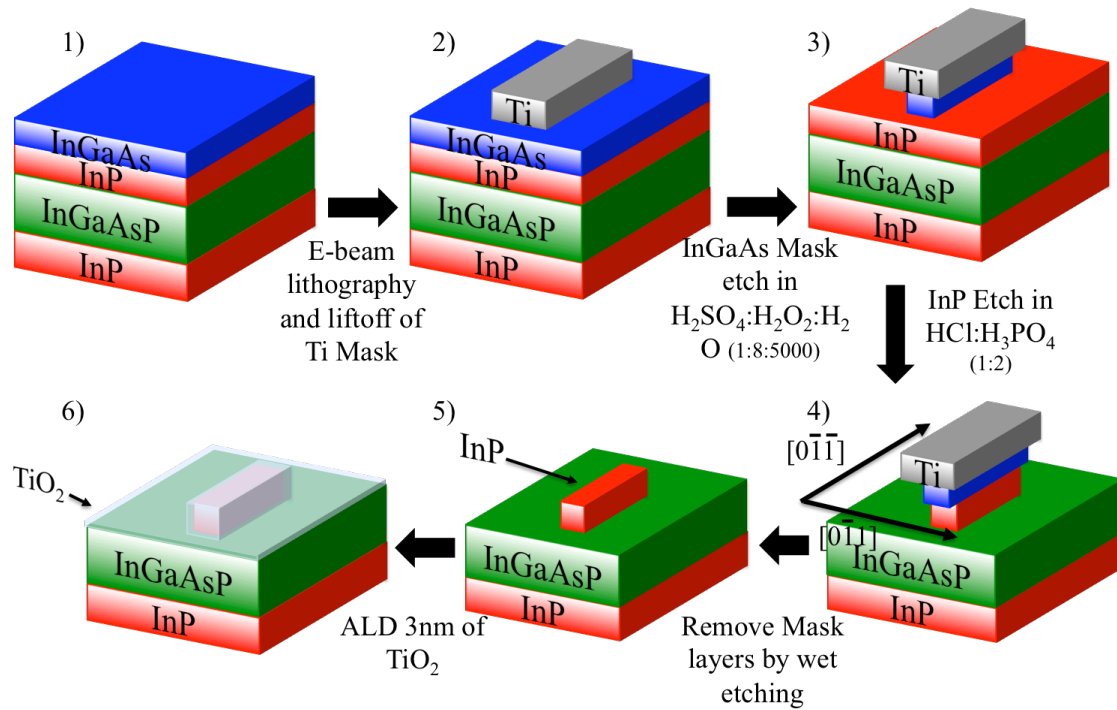 1)
InGaAs
InP
InGaAsP
InP
E-beam
lithography
and liftoff of
Ti Mask
2)
Ti
InGaAs
InP
InGaAsP
InP
InGaAs Mask
etch in
H₂SO₄:H₂O₂:H₂
O (1:8:5000)
3)
Ti
InP
InGaAsP
InP
InP Etch in
HCl:H₃PO₄
(1:2)
4)
[01̄1̄]
Ti
[01̄1]
InGaAsP
InP
Remove Mask
layers by wet
etching
5)
InP
InGaAsP
InP
ALD 3nm of
TiO₂
6)
TiO₂
InGaAsP
InP